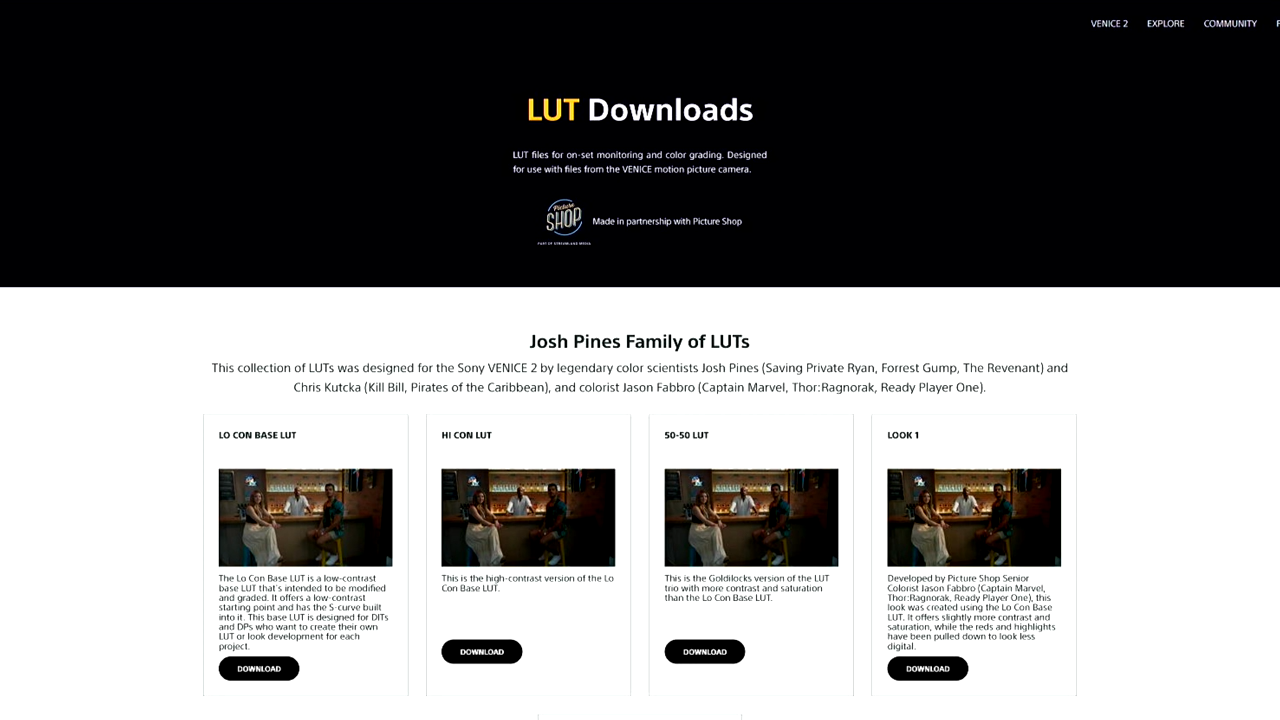 VENICE 2 EXPLORE COMMUNITY
LUT Downloads
LUT files for on-set monitoring and color grading. Designed
for use with files from the VENICE motion picture camera.
Picture
SHOP
PART OF STREAMLAND MEDIA
Made in partnership with Picture Shop
Josh Pines Family of LUTs
This collection of LUTs was designed for the Sony VENICE 2 by legendary color scientists Josh Pines (Saving Private Ryan, Forrest Gump, The Revenant) and
Chris Kutcka (Kill Bill, Pirates of the Caribbean), and colorist Jason Fabbro (Captain Marvel, Thor:Ragnorak, Ready Player One).
LO CON BASE LUT
The Lo Con Base LUT is a low-contrast
base LUT that's intended to be modified
and graded. It offers a low-contrast
starting point and has the S-curve built
into it. This base LUT is designed for DITs
and DPs who want to create their own
LUT or look development for each
project.
DOWNLOAD
HI CON LUT
This is the high-contrast version of the Lo
Con Base LUT.
DOWNLOAD
50-50 LUT
This is the Goldilocks version of the LUT
trio with more contrast and saturation
than the Lo Con Base LUT.
DOWNLOAD
LOOK 1
Developed by Picture Shop Senior
Colorist Jason Fabbro (Captain Marvel,
Thor:Ragnorak, Ready Player One), this
look was created using the Lo Con Base
LUT. It offers slightly more contrast and
saturation, while the reds and highlights
have been pulled down to look less
digital.
DOWNLOAD